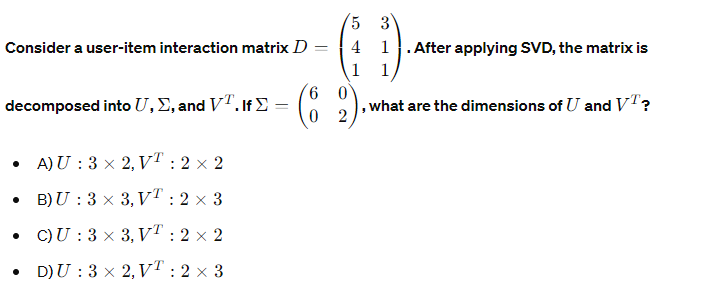 Consider a user-item interaction matrix $D = \begin{pmatrix} 5 & 3 \\ 4 & 1 \\ 1 & 1 \end{pmatrix}$. After applying SVD, the matrix is
decomposed into $U, \Sigma$, and $V^T$. If $\Sigma = \begin{pmatrix} 6 & 0 \\ 0 & 2 \end{pmatrix}$, what are the dimensions of $U$ and $V^T$?
• A) $U : 3 \times 2, V^T : 2 \times 2$
• B) $U : 3 \times 3, V^T : 2 \times 3$
• C) $U : 3 \times 3, V^T : 2 \times 2$
• D) $U : 3 \times 2, V^T : 2 \times 3$